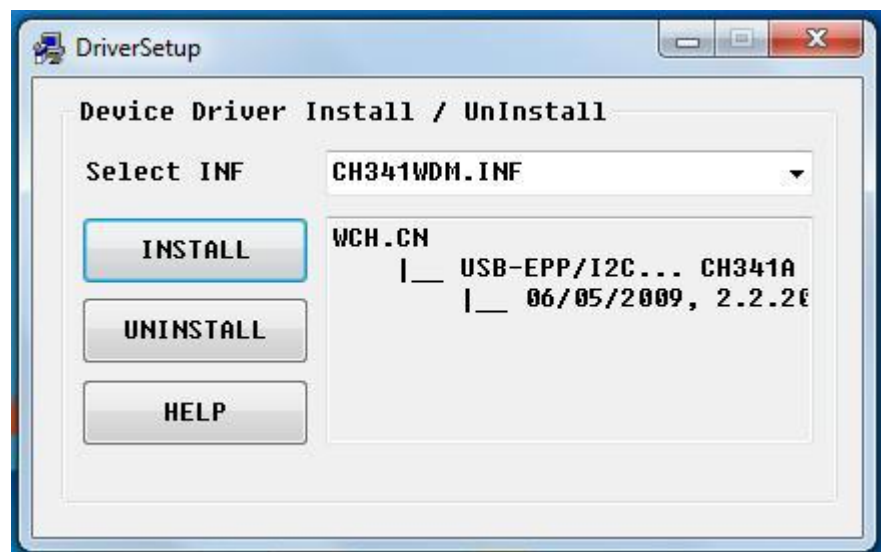 DriverSetup
Device Driver Install / UnInstall
Select INF
CH341WDM.INF
INSTALL
UNINSTALL
HELP
WCH.CN
|__ USB-EPP/I2C... CH341A
|__ 06/05/2009, 2.2.20